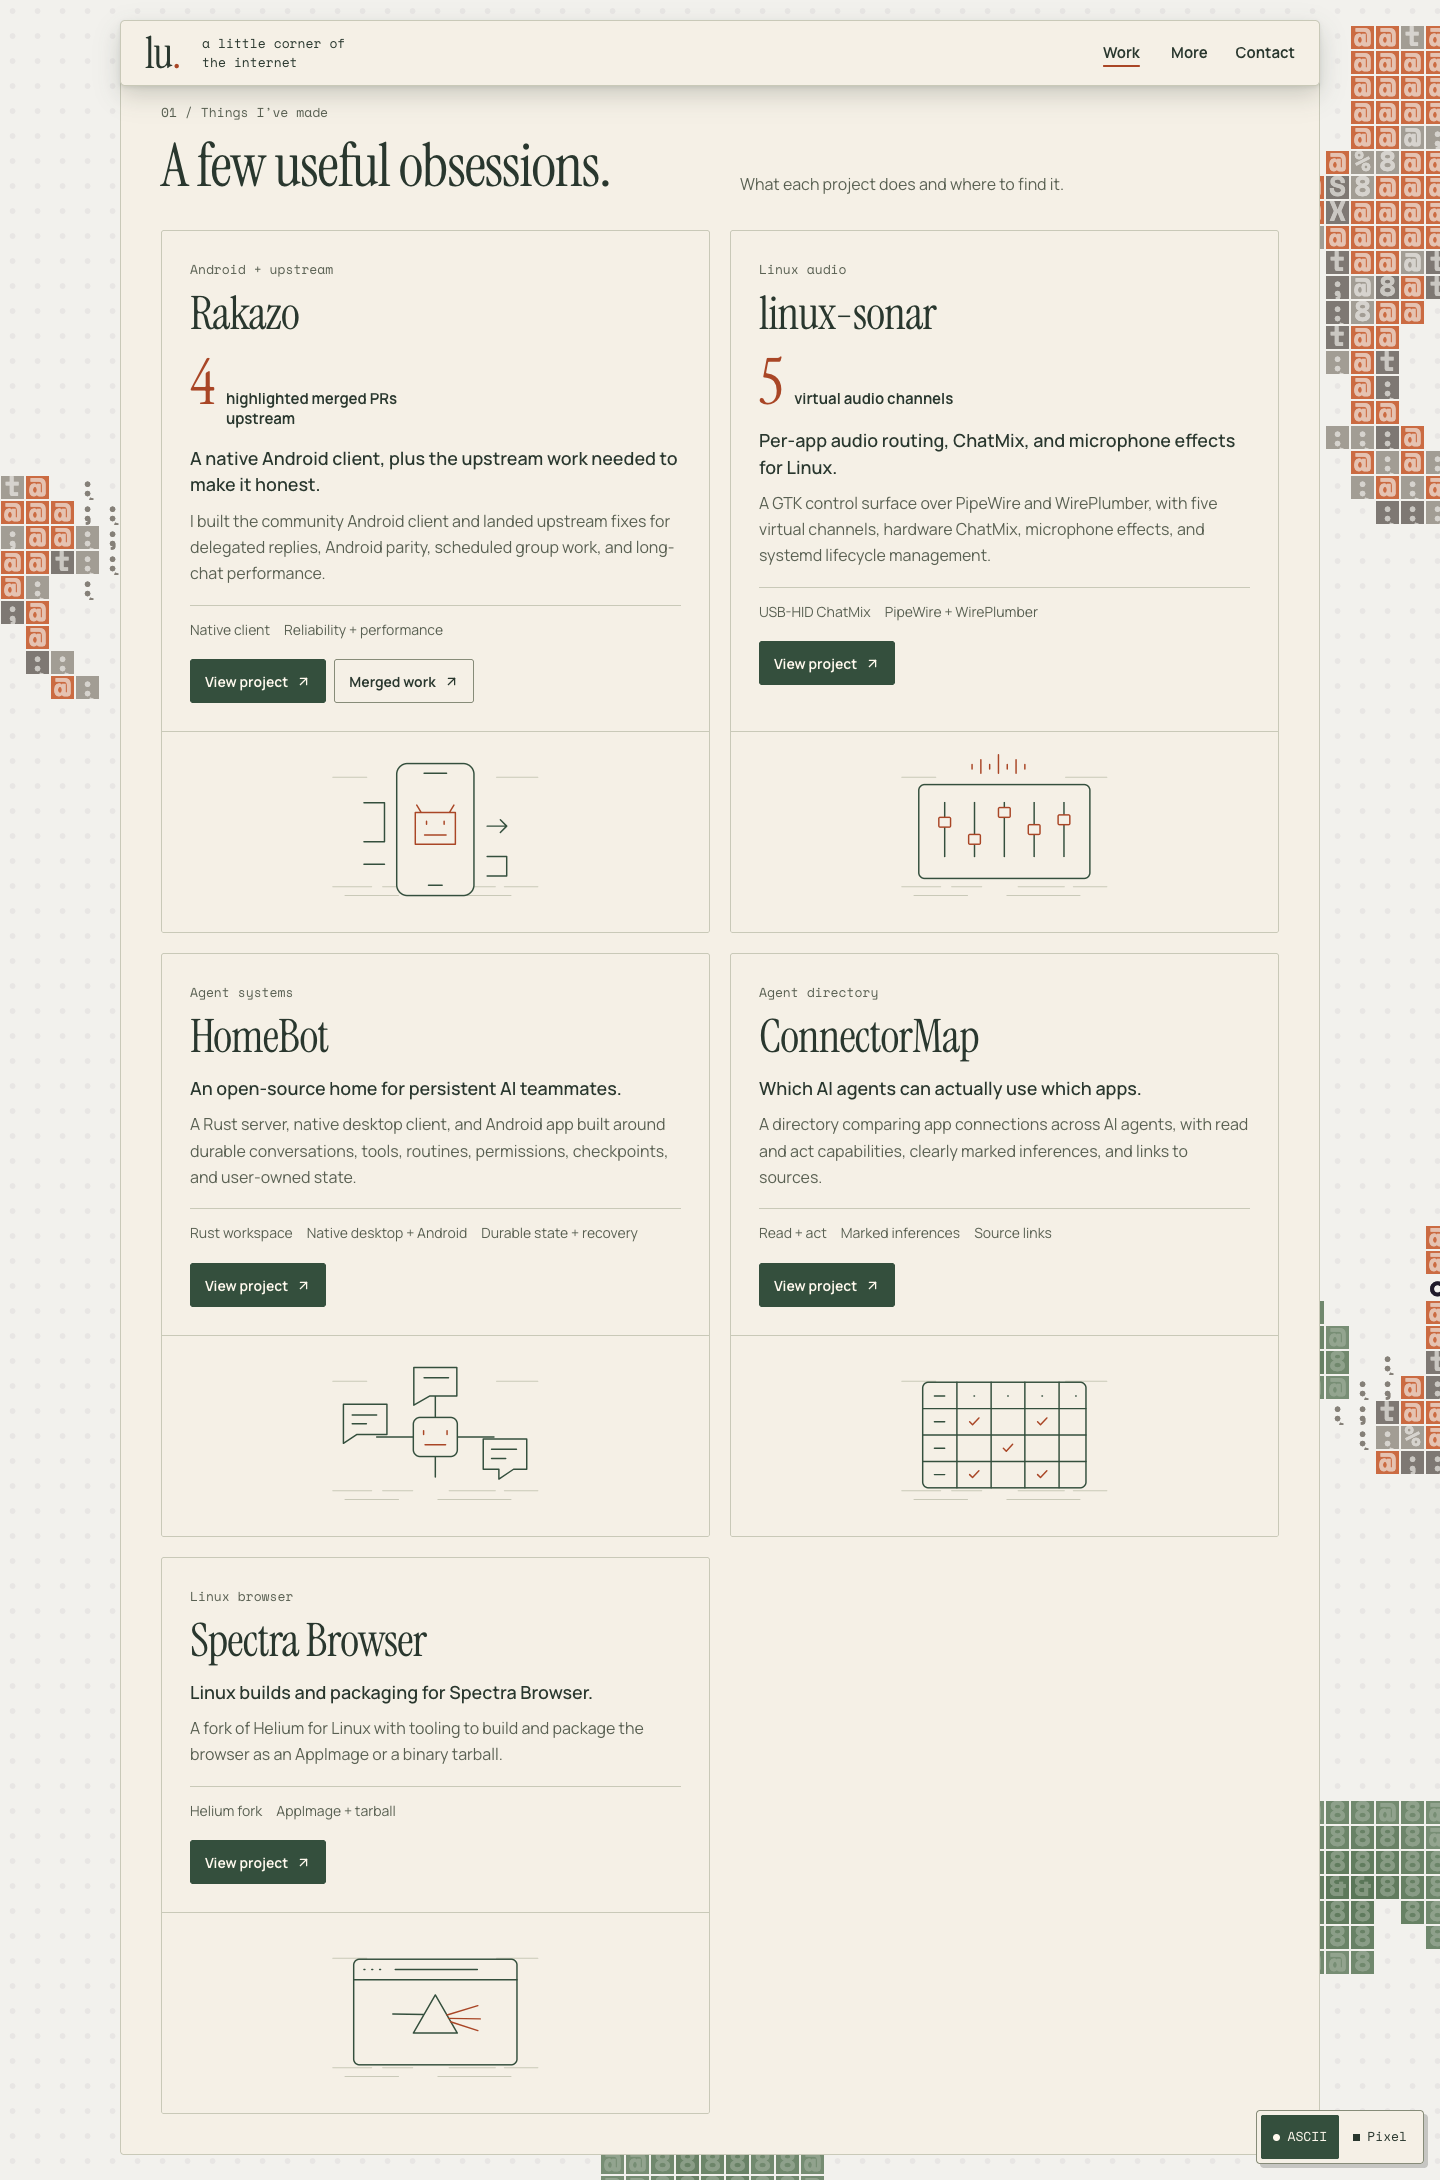 lu.
a little corner of
the internet
Work
More
Contact
01 / Things I've made
A few useful obsessions.
What each project does and where to find it.
Android + upstream
Rakazo
4 highlighted merged PRs
upstream
A native Android client, plus the upstream work needed to
make it honest.
I built the community Android client and landed upstream fixes for
delegated replies, Android parity, scheduled group work, and long-
chat performance.
Native client Reliability + performance
View project
Merged work
Linux audio
linux-sonar
5 virtual audio channels
Per-app audio routing, ChatMix, and microphone effects
for Linux.
A GTK control surface over PipeWire and WirePlumber, with five
virtual channels, hardware ChatMix, microphone effects, and
systemd lifecycle management.
USB-HID ChatMix PipeWire + WirePlumber
View project
Agent systems
HomeBot
An open-source home for persistent AI teammates.
A Rust server, native desktop client, and Android app built around
durable conversations, tools, routines, permissions, checkpoints,
and user-owned state.
Rust workspace Native desktop + Android Durable state + recovery
View project
Agent directory
ConnectorMap
Which AI agents can actually use which apps.
A directory comparing app connections across AI agents, with read
and act capabilities, clearly marked inferences, and links to
sources.
Read + act Marked inferences Source links
View project
Linux browser
Spectra Browser
Linux builds and packaging for Spectra Browser.
A fork of Helium for Linux with tooling to build and package the
browser as an AppImage or a binary tarball.
Helium fork AppImage + tarball
View project
ASCII
Pixel